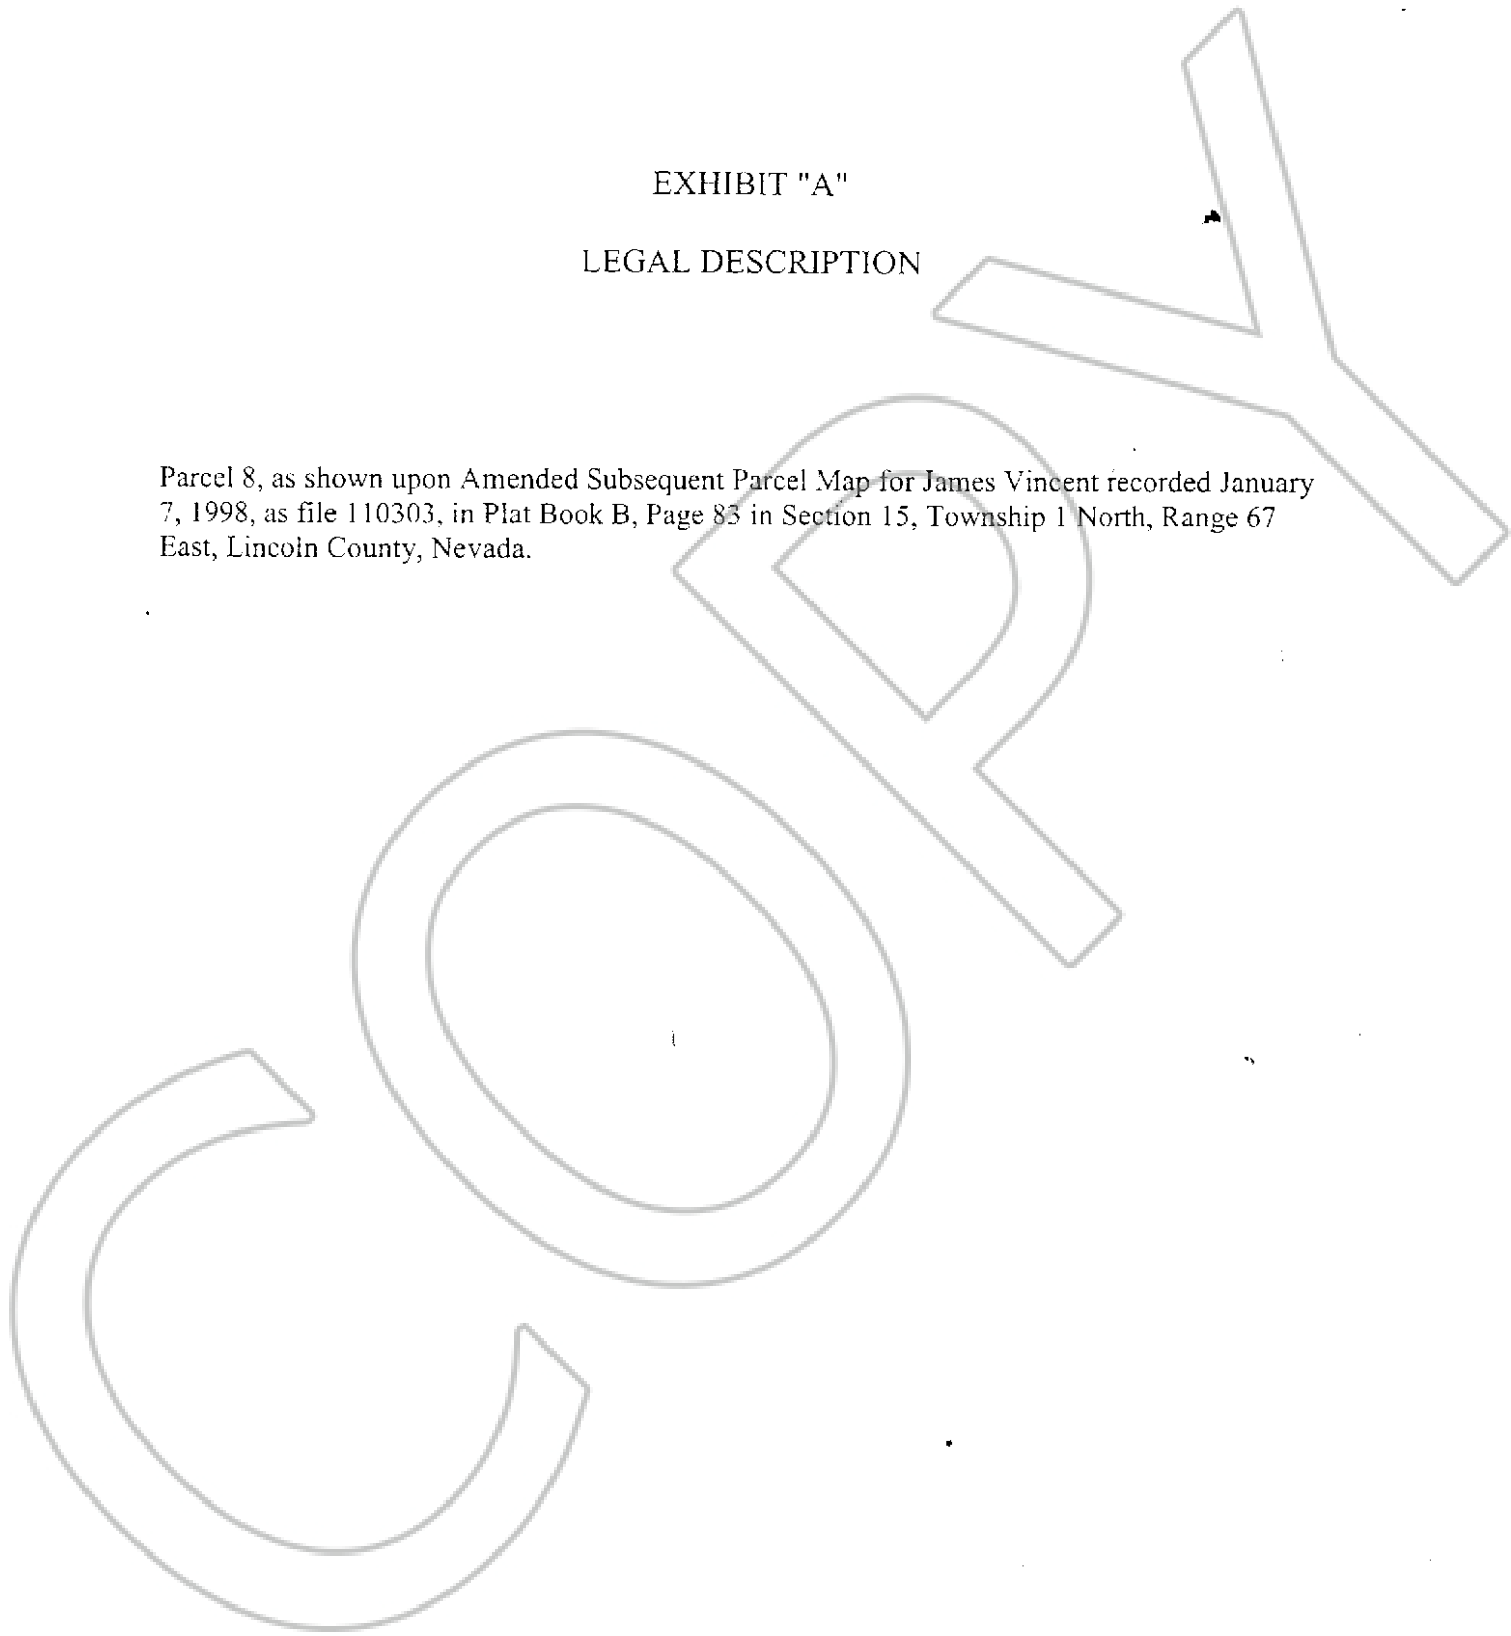 EXHIBIT "A"
LEGAL DESCRIPTION
Parcel 8, as shown upon Amended Subsequent Parcel Map for James Vincent recorded January
7, 1998, as file 110303, in Plat Book B, Page 83 in Section 15, Township 1 North, Range 67
East, Lincoln County, Nevada.
COPY